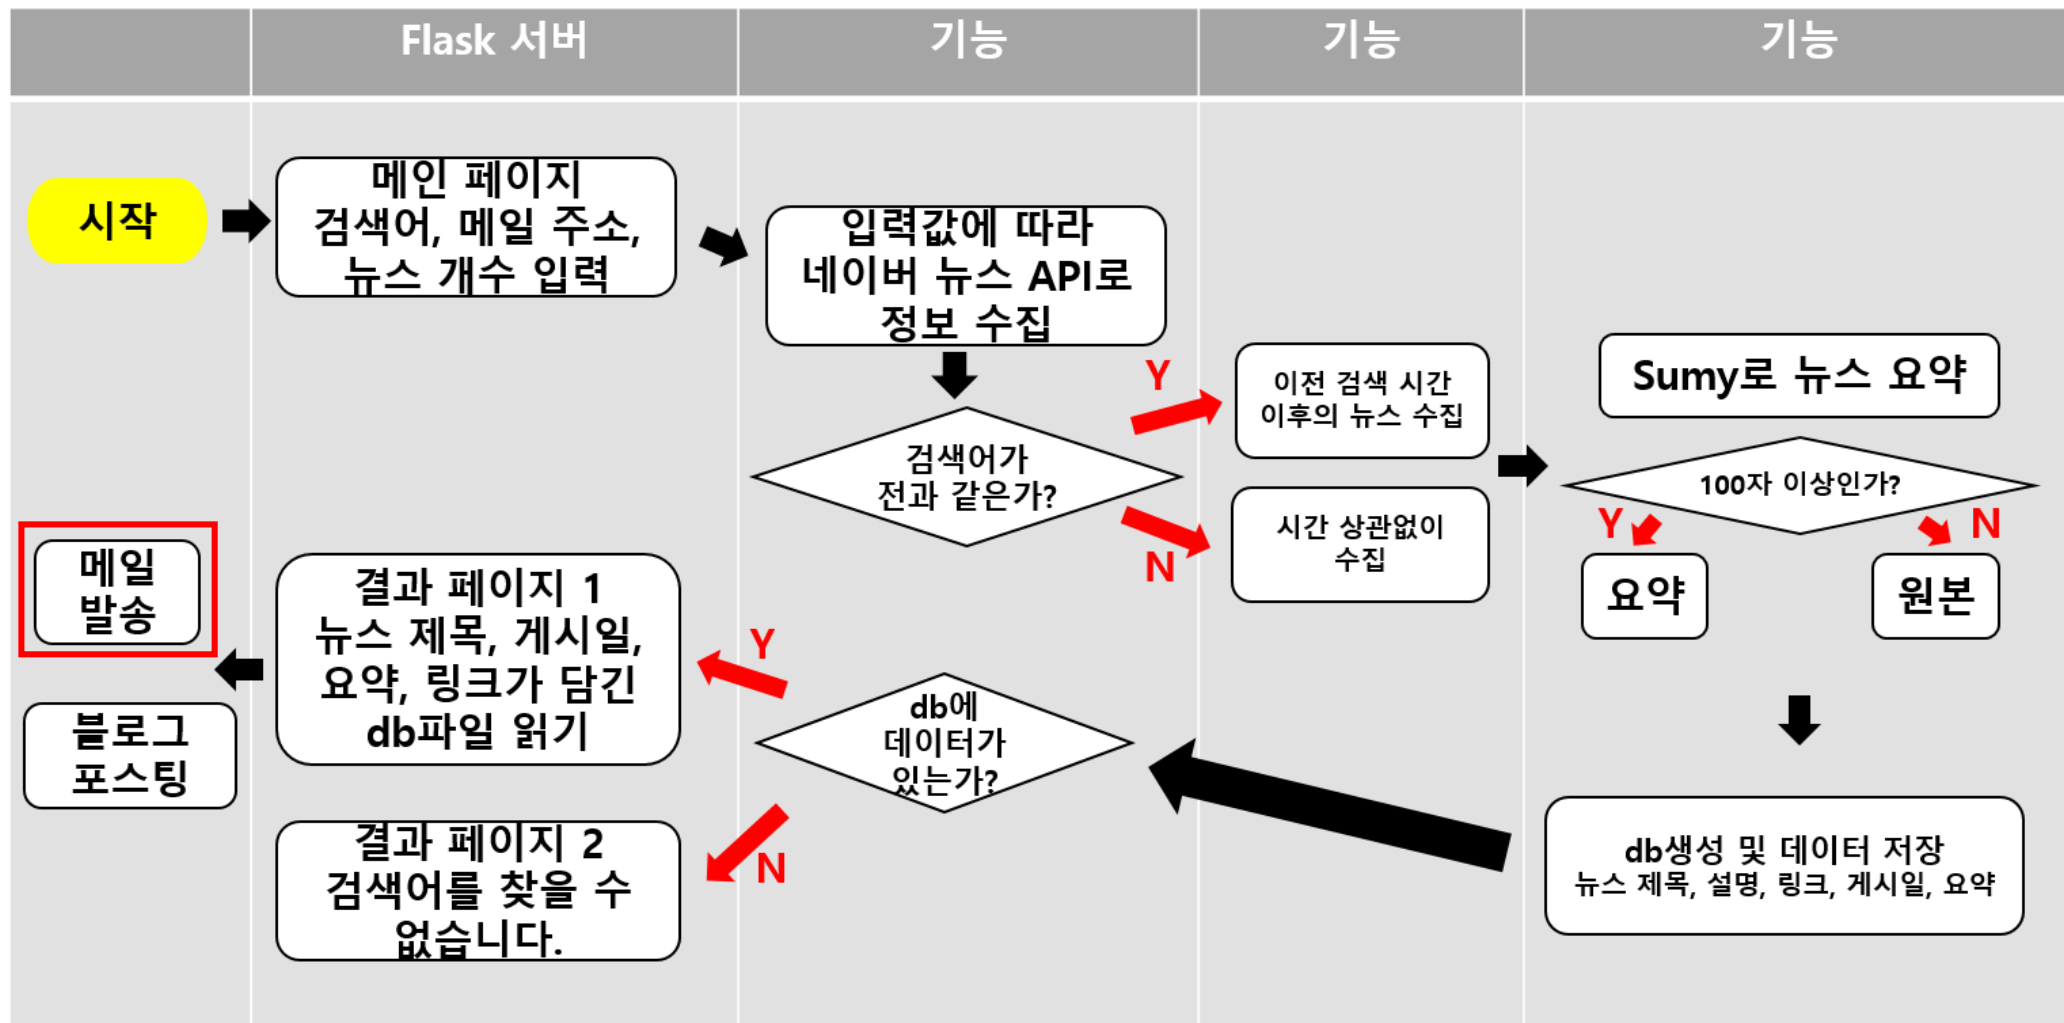 Flask 서버
기능
기능
기능
시작
메인 페이지
검색어, 메일 주소,
뉴스 개수 입력
입력값에 따라
네이버 뉴스 API로
정보 수집
검색어가
전과 같은가?
Y
N
이전 검색 시간
이후의 뉴스 수집
시간 상관없이
수집
Sumy로 뉴스 요약
100자 이상인가?
Y
N
요약
원본
db생성 및 데이터 저장
뉴스 제목, 설명, 링크, 게시일, 요약
db에
데이터가
있는가?
Y
N
결과 페이지 1
뉴스 제목, 게시일,
요약, 링크가 담긴
db파일 읽기
결과 페이지 2
검색어를 찾을 수
없습니다.
메일
발송
블로그
포스팅